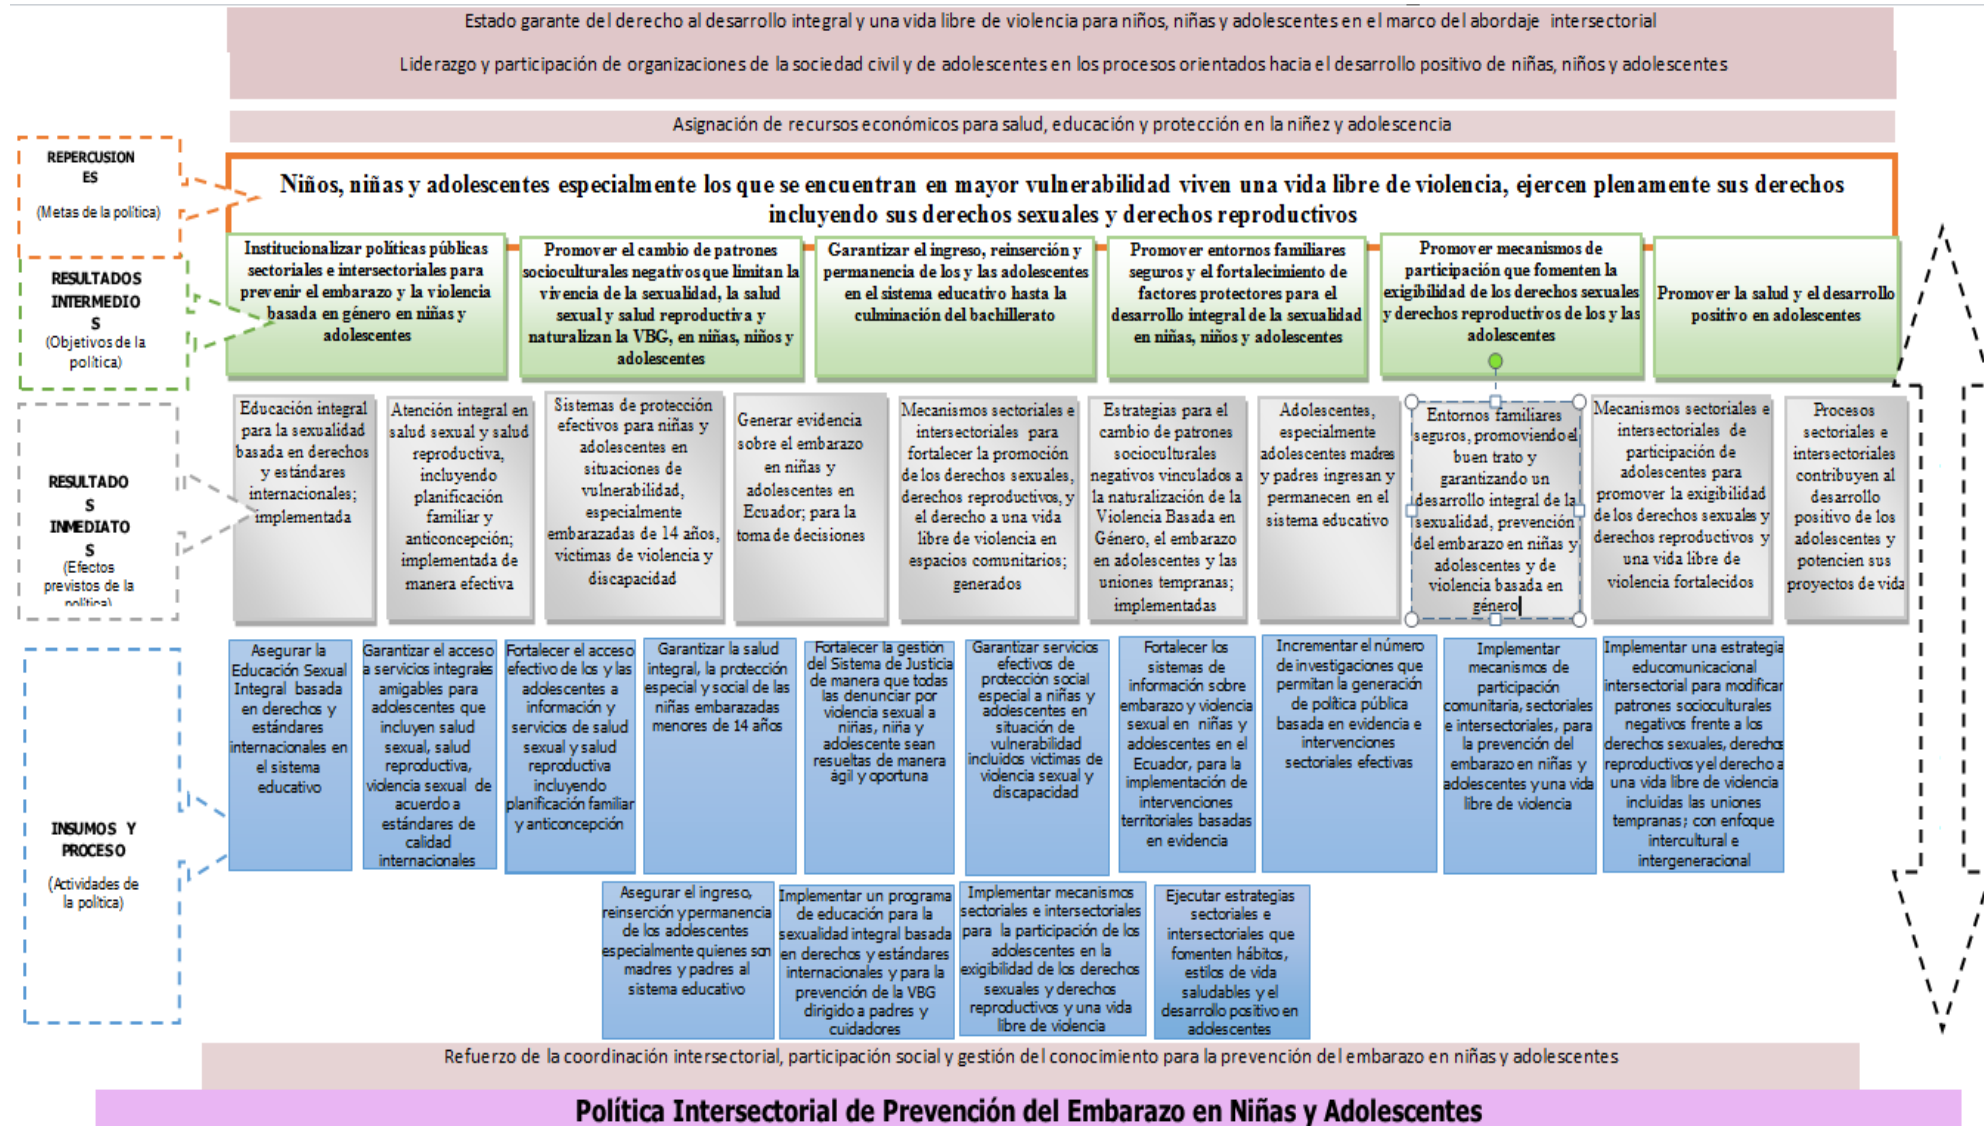 Estado garante del derecho al desarrollo integral y una vida libre de violencia para niños, niñas y adolescentes en el marco del abordaje intersectorial
Liderazgo y participación de organizaciones de la sociedad civil y de adolescentes en los procesos orientados hacia el desarrollo positivo de niñas, niños y adolescentes
Asignación de recursos económicos para salud, educación y protección en la niñez y adolescencia
REPERCUSION
ES
(Metas de la política)
Niños, niñas y adolescentes especialmente los que se encuentran en mayor vulnerabilidad viven una vida libre de violencia, ejercen plenamente sus derechos
incluyendo sus derechos sexuales y derechos reproductivos
RESULTADOS
INTERMEDIO
S
(Objetivos de la
política)
Institucionalizar políticas públicas
sectoriales e intersectoriales para
prevenir el embarazo y la violencia
basada en género en niñas y
adolescentes
Promover el cambio de patrones
socioculturales negativos que limitan la
vivencia de la sexualidad, la salud
sexual y salud reproductiva y
naturalizan la VBG, en niñas, niños y
adolescentes
Garantizar el ingreso, reinserción y
permanencia de los y las adolescentes
en el sistema educativo hasta la
culminación del bachillerato
Promover entornos familiares
seguros y el fortalecimiento de
factores protectores para el
desarrollo integral de la sexualidad
en niñas, niños y adolescentes
Promover mecanismos de
participación que fomenten la
exigibilidad de los derechos sexuales
y derechos reproductivos de los y las
adolescentes
Promover la salud y el desarrollo
positivo en adolescentes
RESULTADO
S
INMEDIATO
S
(Efectos
previstos de la
política)
Educación integral
para la sexualidad
basada en derechos
y estándares
internacionales;
implementada
Atención integral en
salud sexual y salud
reproductiva,
incluyendo
planificación
familiar y
anticoncepción;
implementada de
manera efectiva
Sistemas de protección
efectivos para niñas y
adolescentes en
situaciones de
vulnerabilidad,
especialmente
embarazadas de 14 años,
víctimas de violencia y
discapacidad
Generar evidencia
sobre el embarazo
en niñas y
adolescentes en
Ecuador; para la
toma de decisiones
Mecanismos sectoriales e
intersectoriales para
fortalecer la promoción
de los derechos sexuales,
derechos reproductivos, y
el derecho a una vida
libre de violencia en
espacios comunitarios;
generados
Estrategias para el
cambio de patrones
socioculturales
negativos vinculados a
la naturalización de la
Violencia Basada en
Género, el embarazo
en adolescentes y las
uniones tempranas;
implementadas
Adolescentes,
especialmente
adolescentes madres
y padres ingresan y
permanecen en el
sistema educativo
Entornos familiares
seguros, promoviendo el
buen trato y
garantizando un
desarrollo integral de la
sexualidad, prevención
del embarazo en niñas y
adolescentes y de
violencia basada en
género
Mecanismos sectoriales e
intersectoriales de
participación de
adolescentes para
promover la exigibilidad
de los derechos sexuales y
derechos reproductivos y
una vida libre de
violencia fortalecidos
Procesos
sectoriales e
intersectoriales
contribuyen al
desarrollo
positivo de los
adolescentes y
potencien sus
proyectos de vida
INSUMOS Y
PROCESO
(Actividades de
la política)
Asegurar la
Educación Sexual
Integral basada
en derechos y
estándares
internacionales en
el sistema
educativo
Garantizar el acceso
a servicios integrales
amigables para
adolescentes que
incluyen salud
sexual, salud
reproductiva,
violencia sexual de
acuerdo a
estándares de
calidad
internacionales
Fortalecer el acceso
efectivo de los y las
adolescentes a
información y
servicios de salud
sexual y salud
reproductiva
incluyendo
planificación familiar
y anticoncepción
Garantizar la salud
integral, la protección
especial y social de las
niñas embarazadas
menores de 14 años
Fortalecer la gestión
del Sistema de Justicia
de manera que todas
las denunciar por
violencia sexual a
niñas, niña y
adolescente sean
resueltas de manera
ágil y oportuna
Garantizar servicios
efectivos de
protección social
especial a niñas y
adolescentes en
situación de
vulnerabilidad
incluidos victimas de
violencia sexual y
discapacidad
Fortalecer los
sistemas de
información sobre
embarazo y violencia
sexual en niñas y
adolescentes en el
Ecuador, para la
implementación de
intervenciones
territoriales basadas
en evidencia
Incrementar el número
de investigaciones que
permitan la generación
de política pública
basada en evidencia e
intervenciones
sectoriales efectivas
Implementar
mecanismos de
participación
comunitaria, sectoriales
e intersectoriales, para
la prevención del
embarazo en niñas y
adolescentes y una vida
libre de violencia
Implementar una estrategia
educomunicacional
intersectorial para modificar
patrones socioculturales
negativos frente a los
derechos sexuales, derechos
reproductivos y el derecho a
una vida libre de violencia
incluidas las uniones
tempranas; con enfoque
intercultural e
intergeneracional
Asegurar el ingreso,
reinserción y permanencia
de los adolescentes
especialmente quienes son
madres y padres al
sistema educativo
Implementar un programa
de educación para la
sexualidad integral basada
en derechos y estándares
internacionales y para la
prevención de la VBG
dirigido a padres y
cuidadores
Implementar mecanismos
sectoriales e intersectoriales
para la participación de los
adolescentes en la
exigibilidad de los derechos
sexuales y derechos
reproductivos y una vida
libre de violencia
Ejecutar estrategias
sectoriales e
intersectoriales que
fomenten hábitos,
estilos de vida
saludables y el
desarrollo positivo en
adolescentes
Refuerzo de la coordinación intersectorial, participación social y gestión del conocimiento para la prevención del embarazo en niñas y adolescentes
Política Intersectorial de Prevención del Embarazo en Niñas y Adolescentes